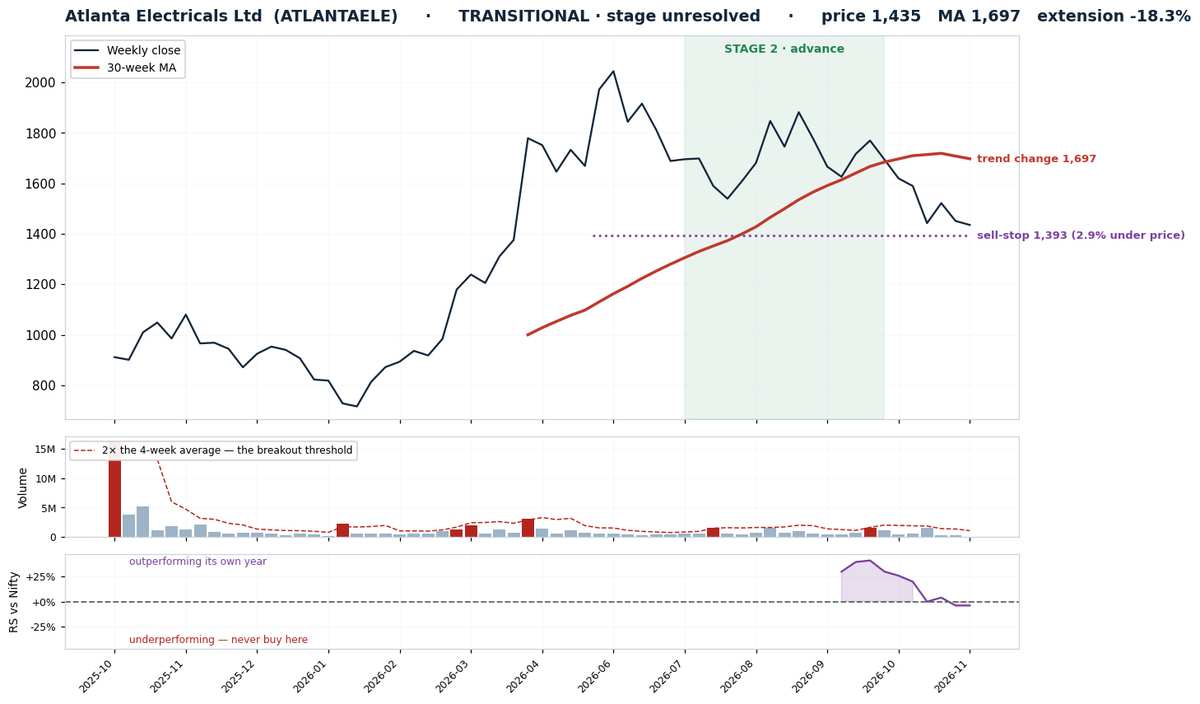 Atlanta Electricals Ltd (ATLANTAELE) · TRANSITIONAL · stage unresolved · price 1,435 MA 1,697 extension -18.3%
Weekly close
30-week MA
STAGE 2 · advance
2000
1800
1600
1400
1200
1000
800
trend change 1,697
sell-stop 1,393 (2.9% under price)
Volume
15M
10M
5M
0
2× the 4-week average — the breakout threshold
RS vs Nifty
+25%
+0%
-25%
outperforming its own year
underperforming — never buy here
2025-10
2025-11
2025-12
2026-01
2026-02
2026-03
2026-04
2026-06
2026-07
2026-08
2026-09
2026-10
2026-11